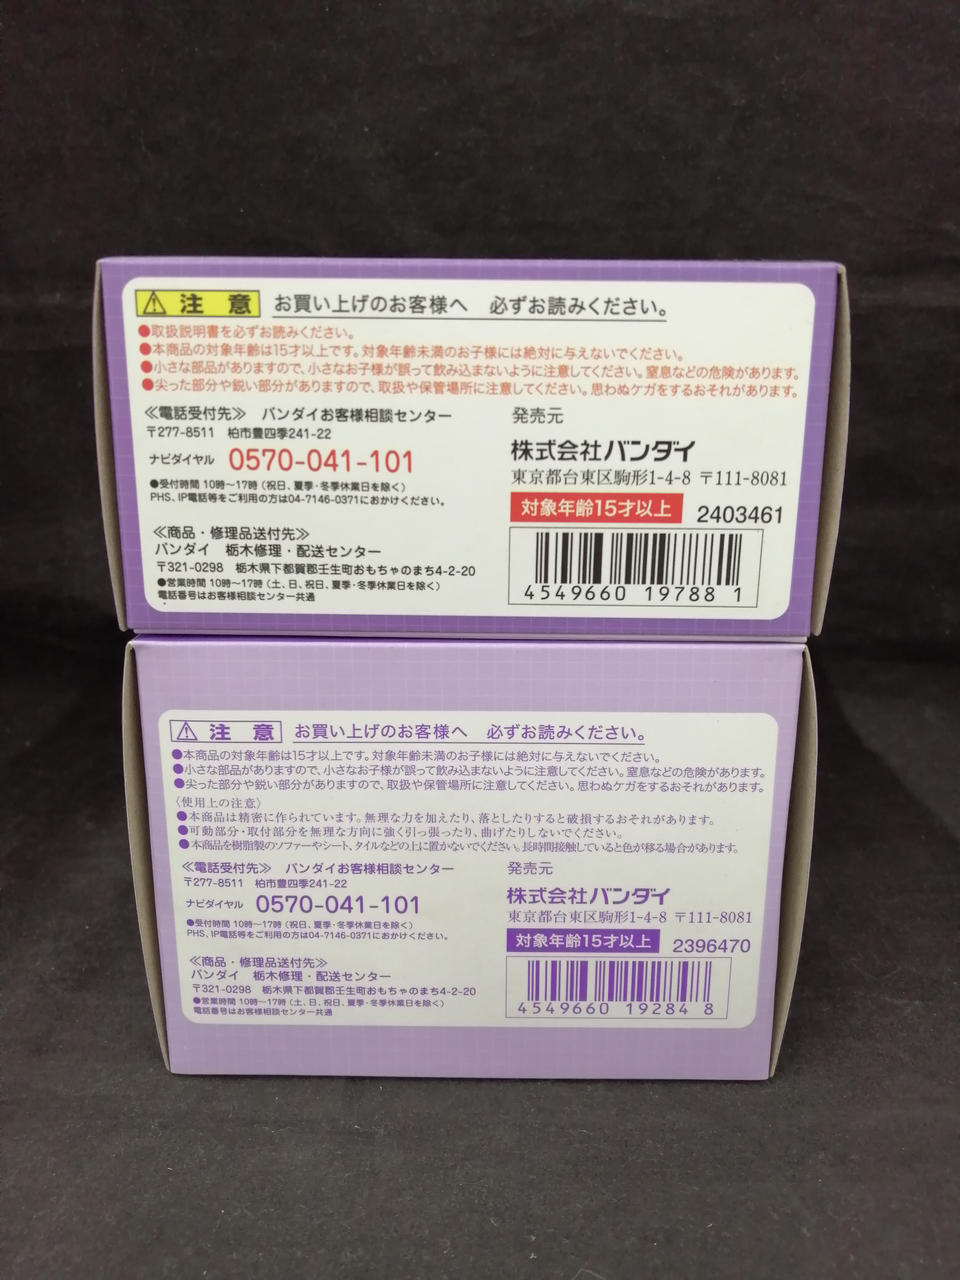 注意 お買い上げのお客様へ 必ずお読みください。
●取扱説明書を必ずお読みください。
●本商品の対象年齢は15才以上です。対象年齢未満のお子様には絶対に与えないでください。
●小さな部品がありますので、小さなお子様が誤って飲み込まないように注意してください。窒息などの危険があります。
●尖った部分や鋭い部分がありますので、取扱や保管場所に注意してください。思わぬケガをするおそれがあります。
≪電話受付先≫ バンダイお客様相談センター
〒277-8511 柏市豊四季241-22
ナビダイヤル 0570-041-101
●受付時間 10時〜17時(祝日、夏季・冬季休業日を除く)
PHS、IP電話等をご利用の方は04-7146-0371におかけください。
≪商品・修理品送付先≫
バンダイ 栃木修理・配送センター
〒321-0298 栃木県下都賀郡壬生町おもちゃのまち4-2-20
●営業時間 10時〜17時(土、日、祝日、夏季・冬季休業日を除く)
電話番号はお客様相談センター共通
発売元
株式会社バンダイ
東京都台東区駒形1-4-8 〒111-8081
対象年齢15才以上 2403461
4549660 19788 1
注意 お買い上げのお客様へ 必ずお読みください。
●本商品の対象年齢は15才以上です。対象年齢未満のお子様には絶対に与えないでください。
●小さな部品がありますので、小さなお子様が誤って飲み込まないように注意してください。窒息などの危険があります。
●尖った部分や鋭い部分がありますので、取扱や保管場所に注意してください。思わぬケガをするおそれがあります。
〈使用上の注意〉
●本商品は精密に作られています。無理な力を加えたり、落としたりすると破損するおそれがあります。
●可動部分・取付部分を無理な方向に強く引っ張ったり、曲げたりしないでください。
●本商品を樹脂製のソファーやシート、タイルなどの上に置かないでください。長時間接触していると色が移る場合があります。
≪電話受付先≫ バンダイお客様相談センター
〒277-8511 柏市豊四季241-22
ナビダイヤル 0570-041-101
●受付時間 10時〜17時(祝日、夏季・冬季休業日を除く)
PHS、IP電話等をご利用の方は04-7146-0371におかけください。
≪商品・修理品送付先≫
バンダイ 栃木修理・配送センター
〒321-0298 栃木県下都賀郡壬生町おもちゃのまち4-2-20
●営業時間 10時〜17時(土、日、祝日、夏季・冬季休業日を除く)
電話番号はお客様相談センター共通
発売元
株式会社バンダイ
東京都台東区駒形1-4-8 〒111-8081
対象年齢15才以上 2396470
4549660 19284 8